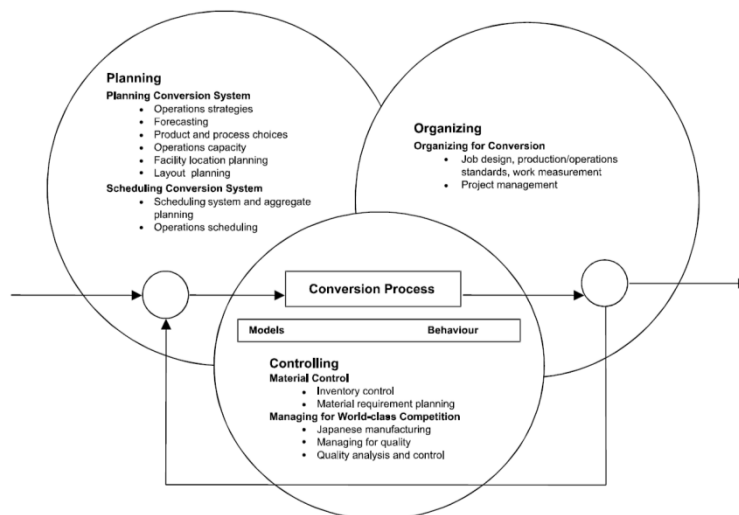 Planning
Planning Conversion System
• Operations strategies
• Forecasting
• Product and process choices
• Operations capacity
• Facility location planning
• Layout planning
Scheduling Conversion System
• Scheduling system and aggregate
planning
• Operations scheduling
Organizing
Organizing for Conversion
• Job design, production/operations
standards, work measurement
• Project management
Conversion Process
Models Behaviour
Controlling
Material Control
• Inventory control
• Material requirement planning
Managing for World-class Competition
• Japanese manufacturing
• Managing for quality
• Quality analysis and control